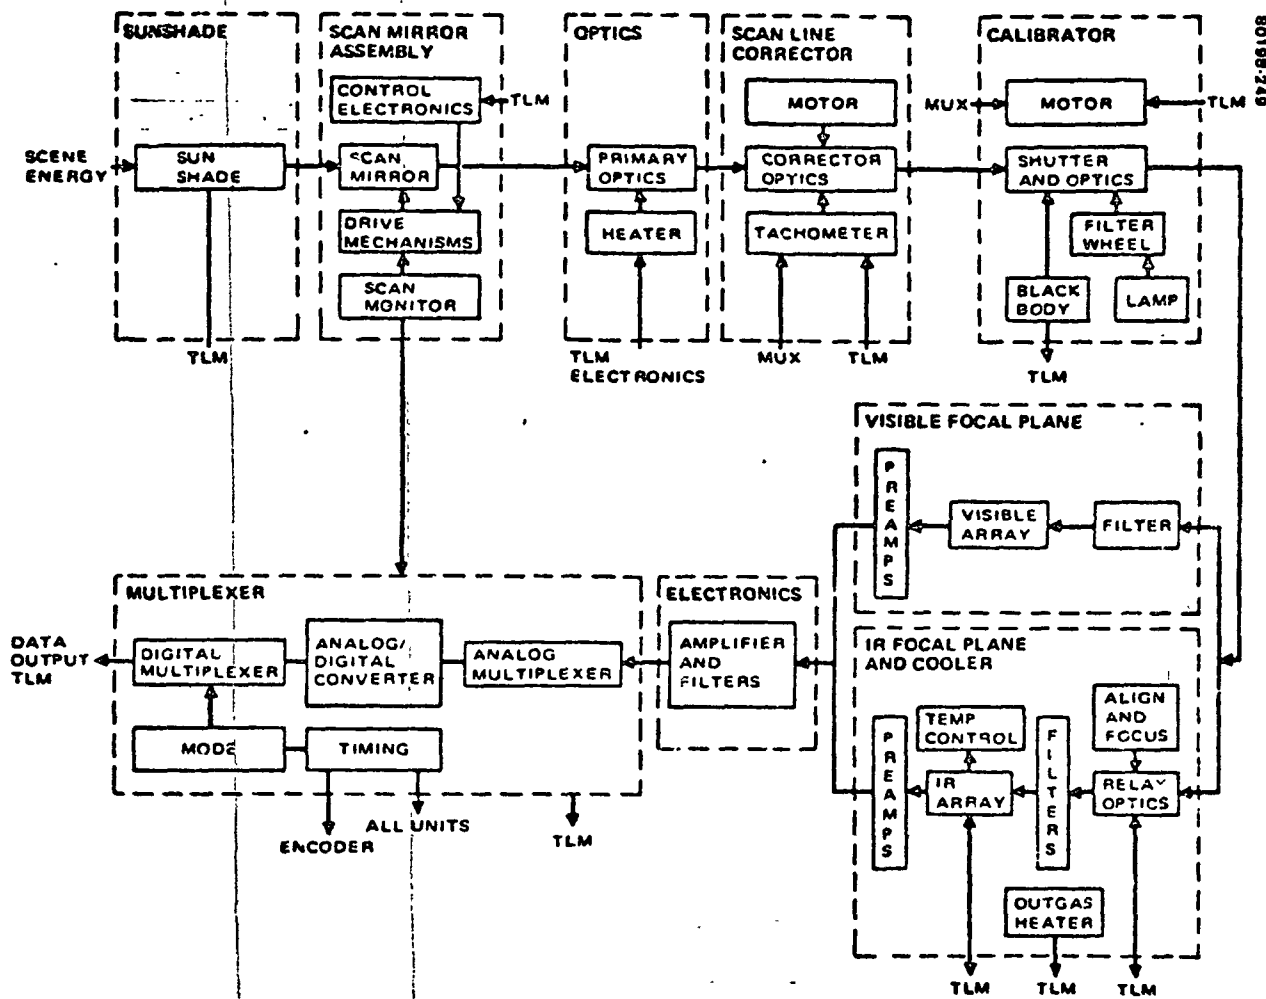 80198-249
SUNSHADE
SCENE
ENERGY
SUN
SHADE
TLM
SCAN MIRROR
ASSEMBLY
CONTROL
ELECTRONICS
TLM
SCAN
MIRROR
DRIVE
MECHANISMS
SCAN
MONITOR
OPTICS
PRIMARY
OPTICS
HEATER
TLM
ELECTRONICS
SCAN LINE
CORRECTOR
MOTOR
CORRECTOR
OPTICS
TACHOMETER
MUX
TLM
CALIBRATOR
MUX
MOTOR
TLM
SHUTTER
AND OPTICS
FILTER
WHEEL
BLACK
BODY
LAMP
TLM
VISIBLE FOCAL PLANE
PREAMPS
VISIBLE
ARRAY
FILTER
MULTIPLEXER
DATA
OUTPUT
TLM
DIGITAL
MULTIPLEXER
ANALOG/
DIGITAL
CONVERTER
ANALOG
MULTIPLEXER
MODE
TIMING
ENCODER
ALL UNITS
TLM
ELECTRONICS
AMPLIFIER
AND
FILTERS
IR FOCAL PLANE
AND COOLER
PREAMPS
TEMP
CONTROL
IR
ARRAY
FILTERS
ALIGN
AND
FOCUS
RELAY
OPTICS
OUTGAS
HEATER
TLM
TLM
TLM